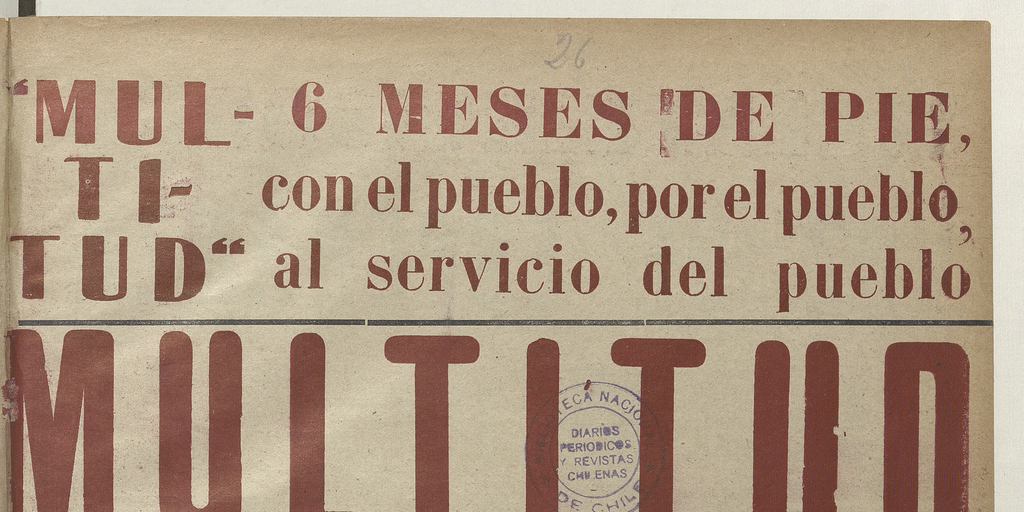 26
"MUL-
TI-
TUD"
6 MESES DE PIE,
con el pueblo, por el pueblo,
al servicio del pueblo
MULTITUD
BIBLIOTECA NACIONAL
DIARIOS
PERIODICOS
Y REVISTAS
CHILENAS
DE CHILE